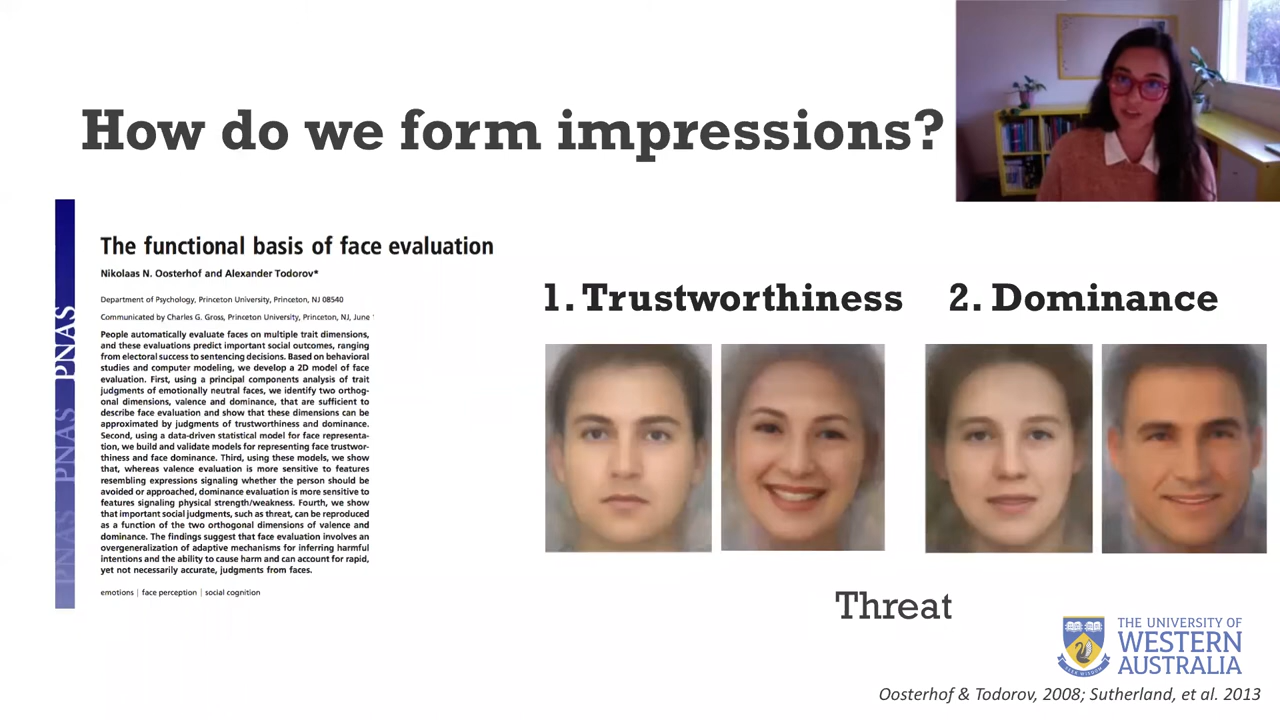 How do we form impressions?
The functional basis of face evaluation
Nikolaas N. Oosterhof and Alexander Todorov*
Department of Psychology, Princeton University, Princeton, NJ 08540
Communicated by Charles G. Gross, Princeton University, Princeton, NJ, June
People automatically evaluate faces on multiple trait dimensions,
and these evaluations predict important social outcomes, ranging
from electoral success to sentencing decisions. Based on behavioral
studies and computer modeling, we develop a 2D model of face
evaluation. First, using a principal components analysis of trait
judgments of emotionally neutral faces, we identify two orthog-
onal dimensions, valence and dominance, that are sufficient to
describe face evaluation and show that these dimensions can be
approximated by judgments of trustworthiness and dominance.
Second, using a data-driven statistical model for face representa-
tion, we build and validate models for representing face trustwor-
thiness and face dominance. Third, using these models, we show
that, whereas valence evaluation is more sensitive to features
resembling expressions signaling whether the person should be
avoided or approached, dominance evaluation is more sensitive to
features signaling physical strength/weakness. Fourth, we show
that important social judgments, such as threat, can be reproduced
as a function of the two orthogonal dimensions of valence and
dominance. The findings suggest that face evaluation involves an
overgeneralization of adaptive mechanisms for inferring harmful
intentions and the ability to cause harm and can account for rapid,
yet not necessarily accurate, judgments from faces.
emotions | face perception | social cognition
PNAS
PNAS
PNAS
1. Trustworthiness
2. Dominance
Threat
THE UNIVERSITY OF
WESTERN
AUSTRALIA
Oosterhof & Todorov, 2008; Sutherland, et al. 2013